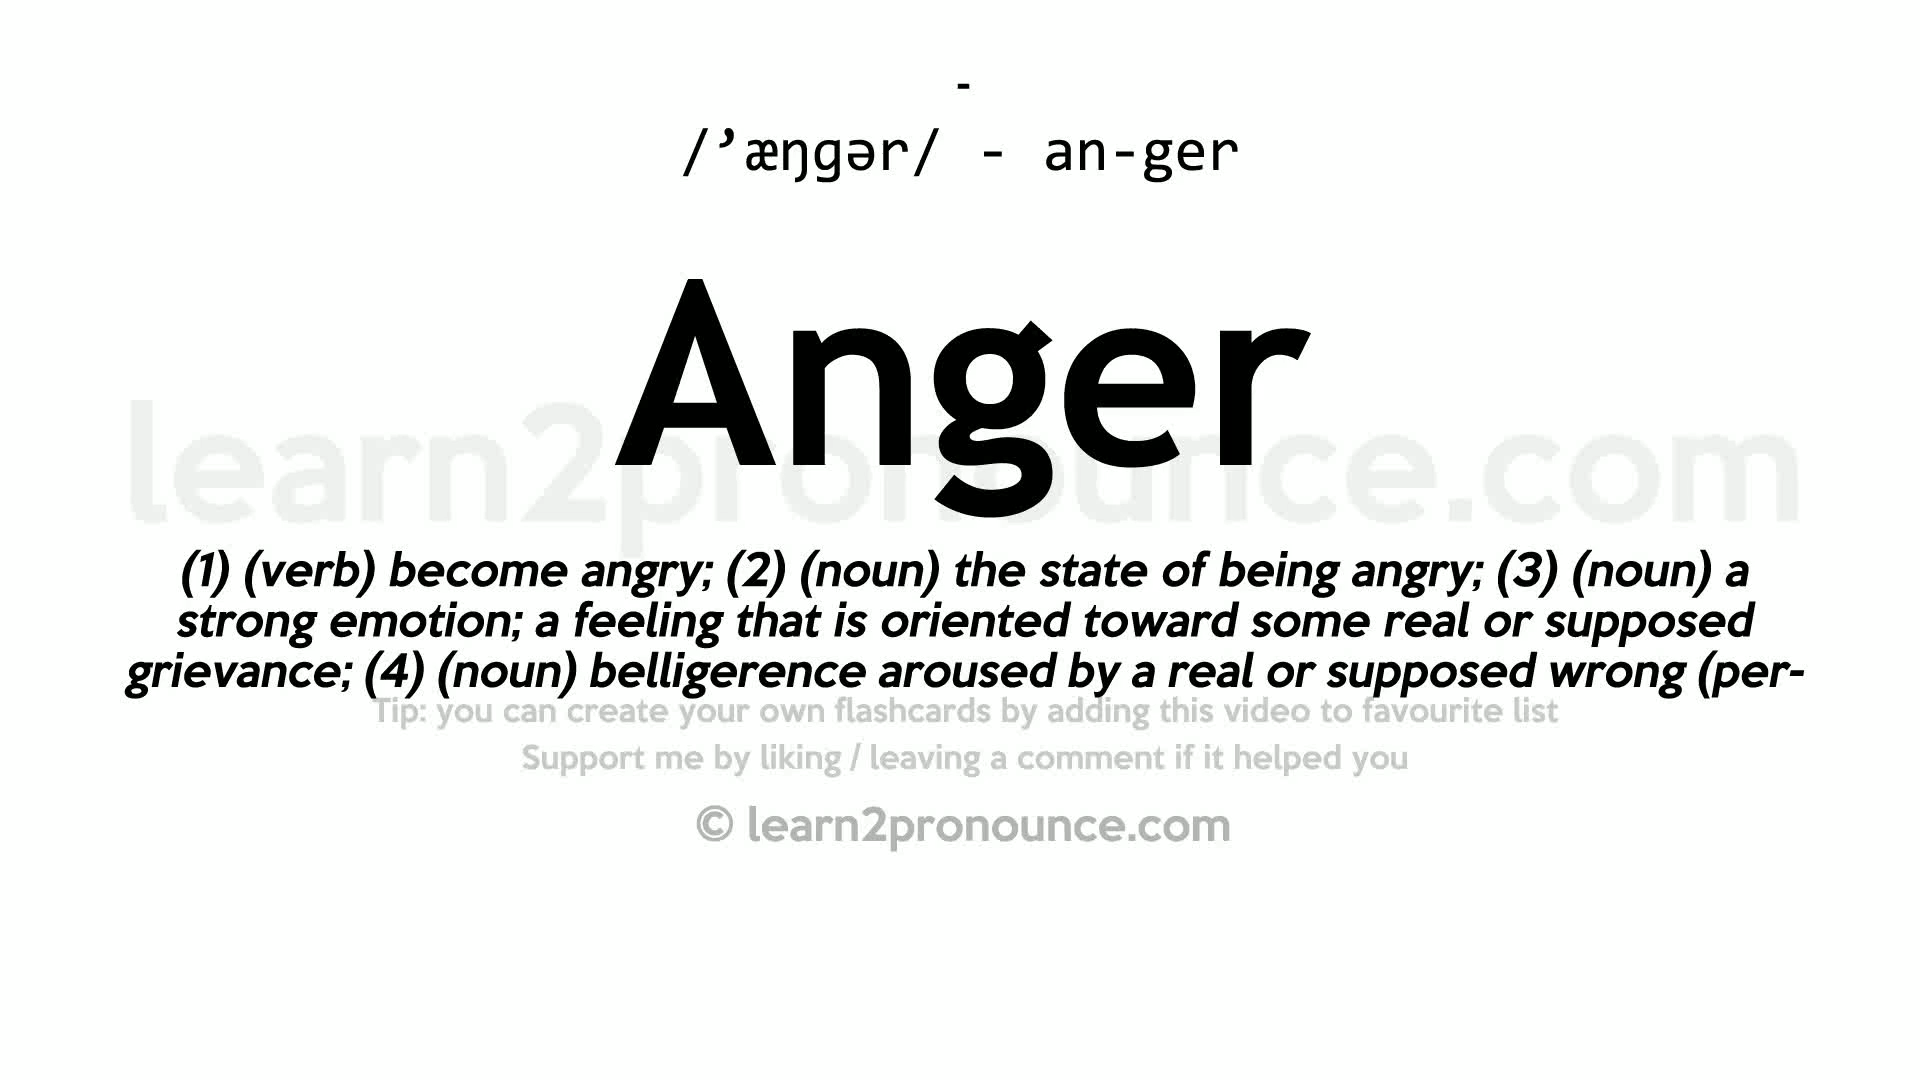 -
/’æŋɡər/ - an-ger
Anger
learn2pronounce.com
(1) (verb) become angry; (2) (noun) the state of being angry; (3) (noun) a
strong emotion; a feeling that is oriented toward some real or supposed
grievance; (4) (noun) belligerence aroused by a real or supposed wrong (per-
Tip: you can create your own flashcards by adding this video to favourite list
Support me by liking / leaving a comment if it helped you
© learn2pronounce.com